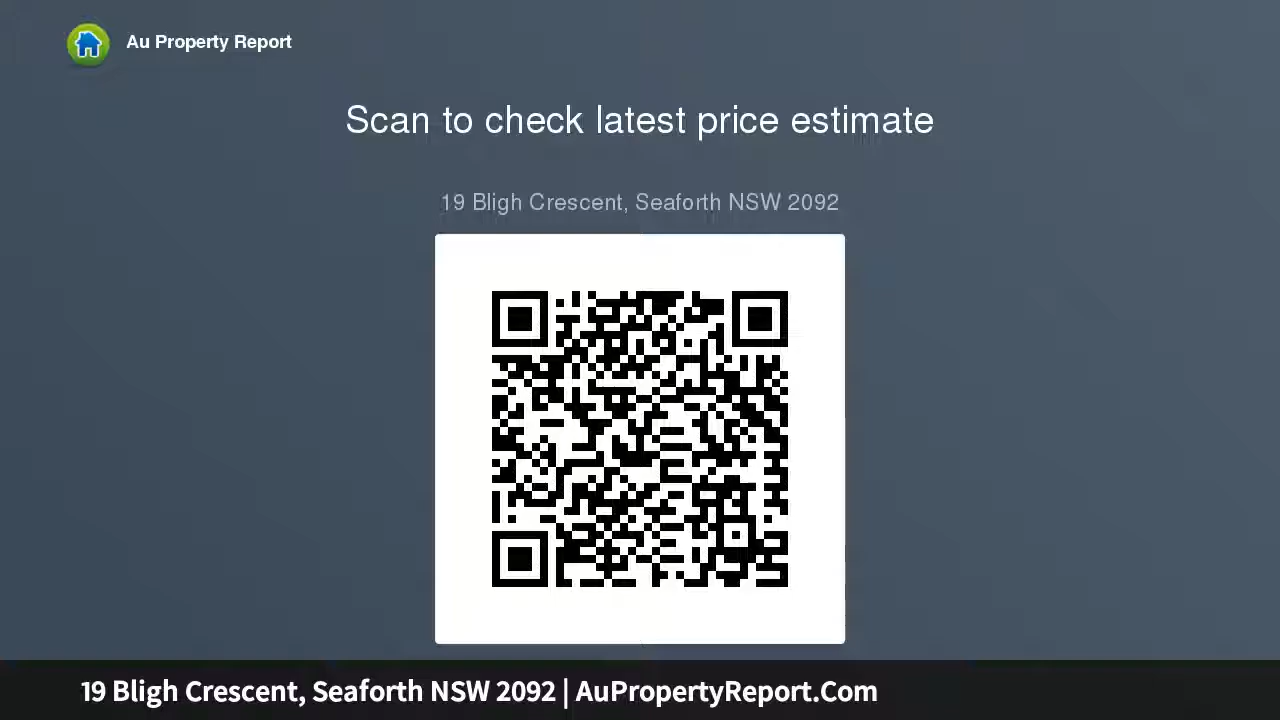 Au Property Report
Scan to check latest price estimate
19 Bligh Crescent, Seaforth NSW 2092
19 Bligh Crescent, Seaforth NSW 2092 | AuPropertyReport.Com